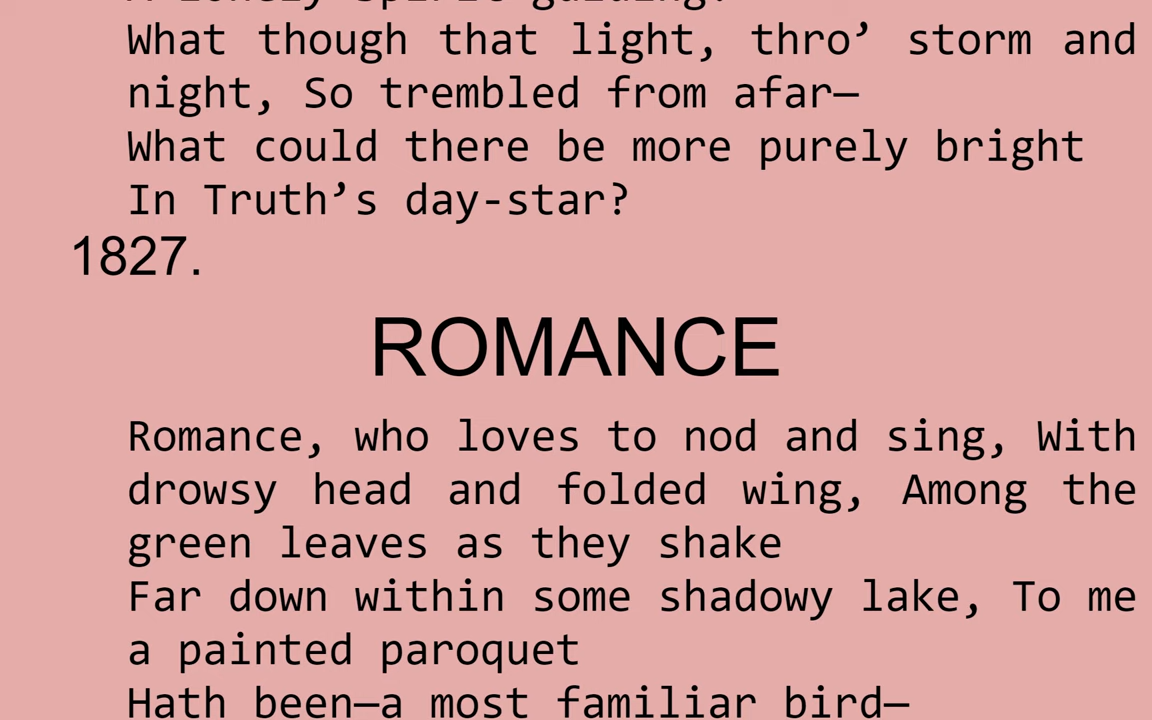 A lonely spirit guiding?
What though that light, thro’ storm and
night, So trembled from afar—
What could there be more purely bright
In Truth’s day-star?
1827.
ROMANCE
Romance, who loves to nod and sing, With
drowsy head and folded wing, Among the
green leaves as they shake
Far down within some shadowy lake, To me
a painted paroquet
Hath been—a most familiar bird—